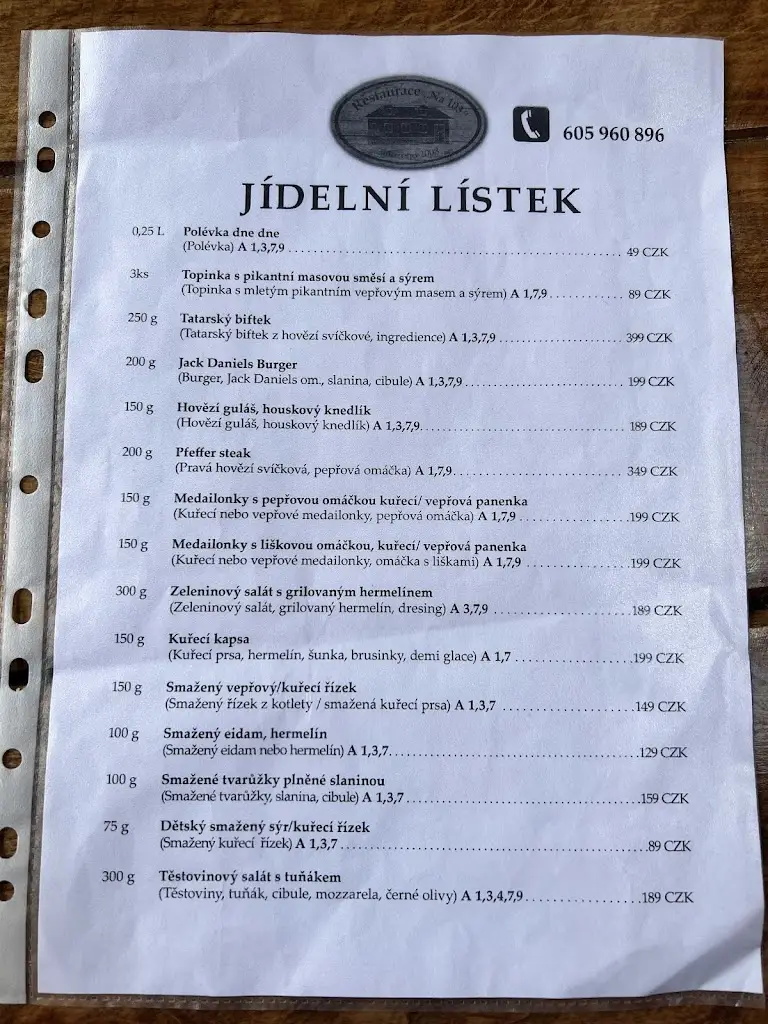 Restaurace Na
605 960 896
JÍDELNÍ LÍSTEK
0,25 L Polévka dne dne
(Polévka) A 1,3,7,9 ........ 49 CZK
3ks Topinka s pikantní masovou směsí a sýrem
(Topinka s mletým pikantním vepřovým masem a sýrem) A 1,7,9 ........ 89 CZK
250 g Tatarský biftek
(Tatarský biftek z hovězí svíčkové, ingredience) A 1,3,7,9 ........ 399 CZK
200 g Jack Daniels Burger
(Burger, Jack Daniels om., slanina, cibule) A 1,3,7,9 ........ 199 CZK
150 g Hovězí guláš, houskový knedlík
(Hovězí guláš, houskový knedlík) A 1,3,7,9 ........ 189 CZK
200 g Pfeffer steak
(Pravá hovězí svíčková, pepřová omáčka) A 1,7,9 ........ 349 CZK
150 g Medailonky s pepřovou omáčkou kuřecí/ vepřová panenka
(Kuřecí nebo vepřové medailonky, pepřová omáčka) A 1,7,9 ........ 199 CZK
150 g Medailonky s liškovou omáčkou, kuřecí/ vepřová panenka
(Kuřecí nebo vepřové medailonky, omáčka s liškami) A 1,7,9 ........ 199 CZK
300 g Zeleninový salát s grilovaným hermelínem
(Zeleninový salát, grilovaný hermelín, dresing) A 3,7,9 ........ 189 CZK
150 g Kuřecí kapsa
(Kuřecí prsa, hermelín, šunka, brusinky, demi glace) A 1,7 ........ 199 CZK
150 g Smažený vepřový/kuřecí řízek
(Smažený řízek z kotlety / smažená kuřecí prsa) A 1,3,7 ........ 149 CZK
100 g Smažený eidam, hermelín
(Smažený eidam nebo hermelín) A 1,3,7 ........ 129 CZK
100 g Smažené tvarůžky plněné slaninou
(Smažené tvarůžky, slanina, cibule) A 1,3,7 ........ 159 CZK
75 g Dětský smažený sýr/kuřecí řízek
(Smažený kuřecí řízek) A 1,3,7 ........ 89 CZK
300 g Těstovinový salát s tuňákem
(Těstoviny, tuňák, cibule, mozzarela, černé olivy) A 1,3,4,7,9 ........ 189 CZK